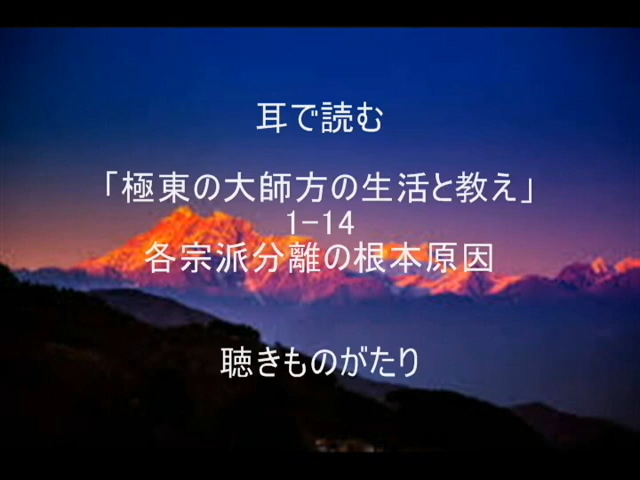 耳で読む
「極東の大師方の生活と教え」
1-14
各宗派分離の根本原因
聴きものがたり